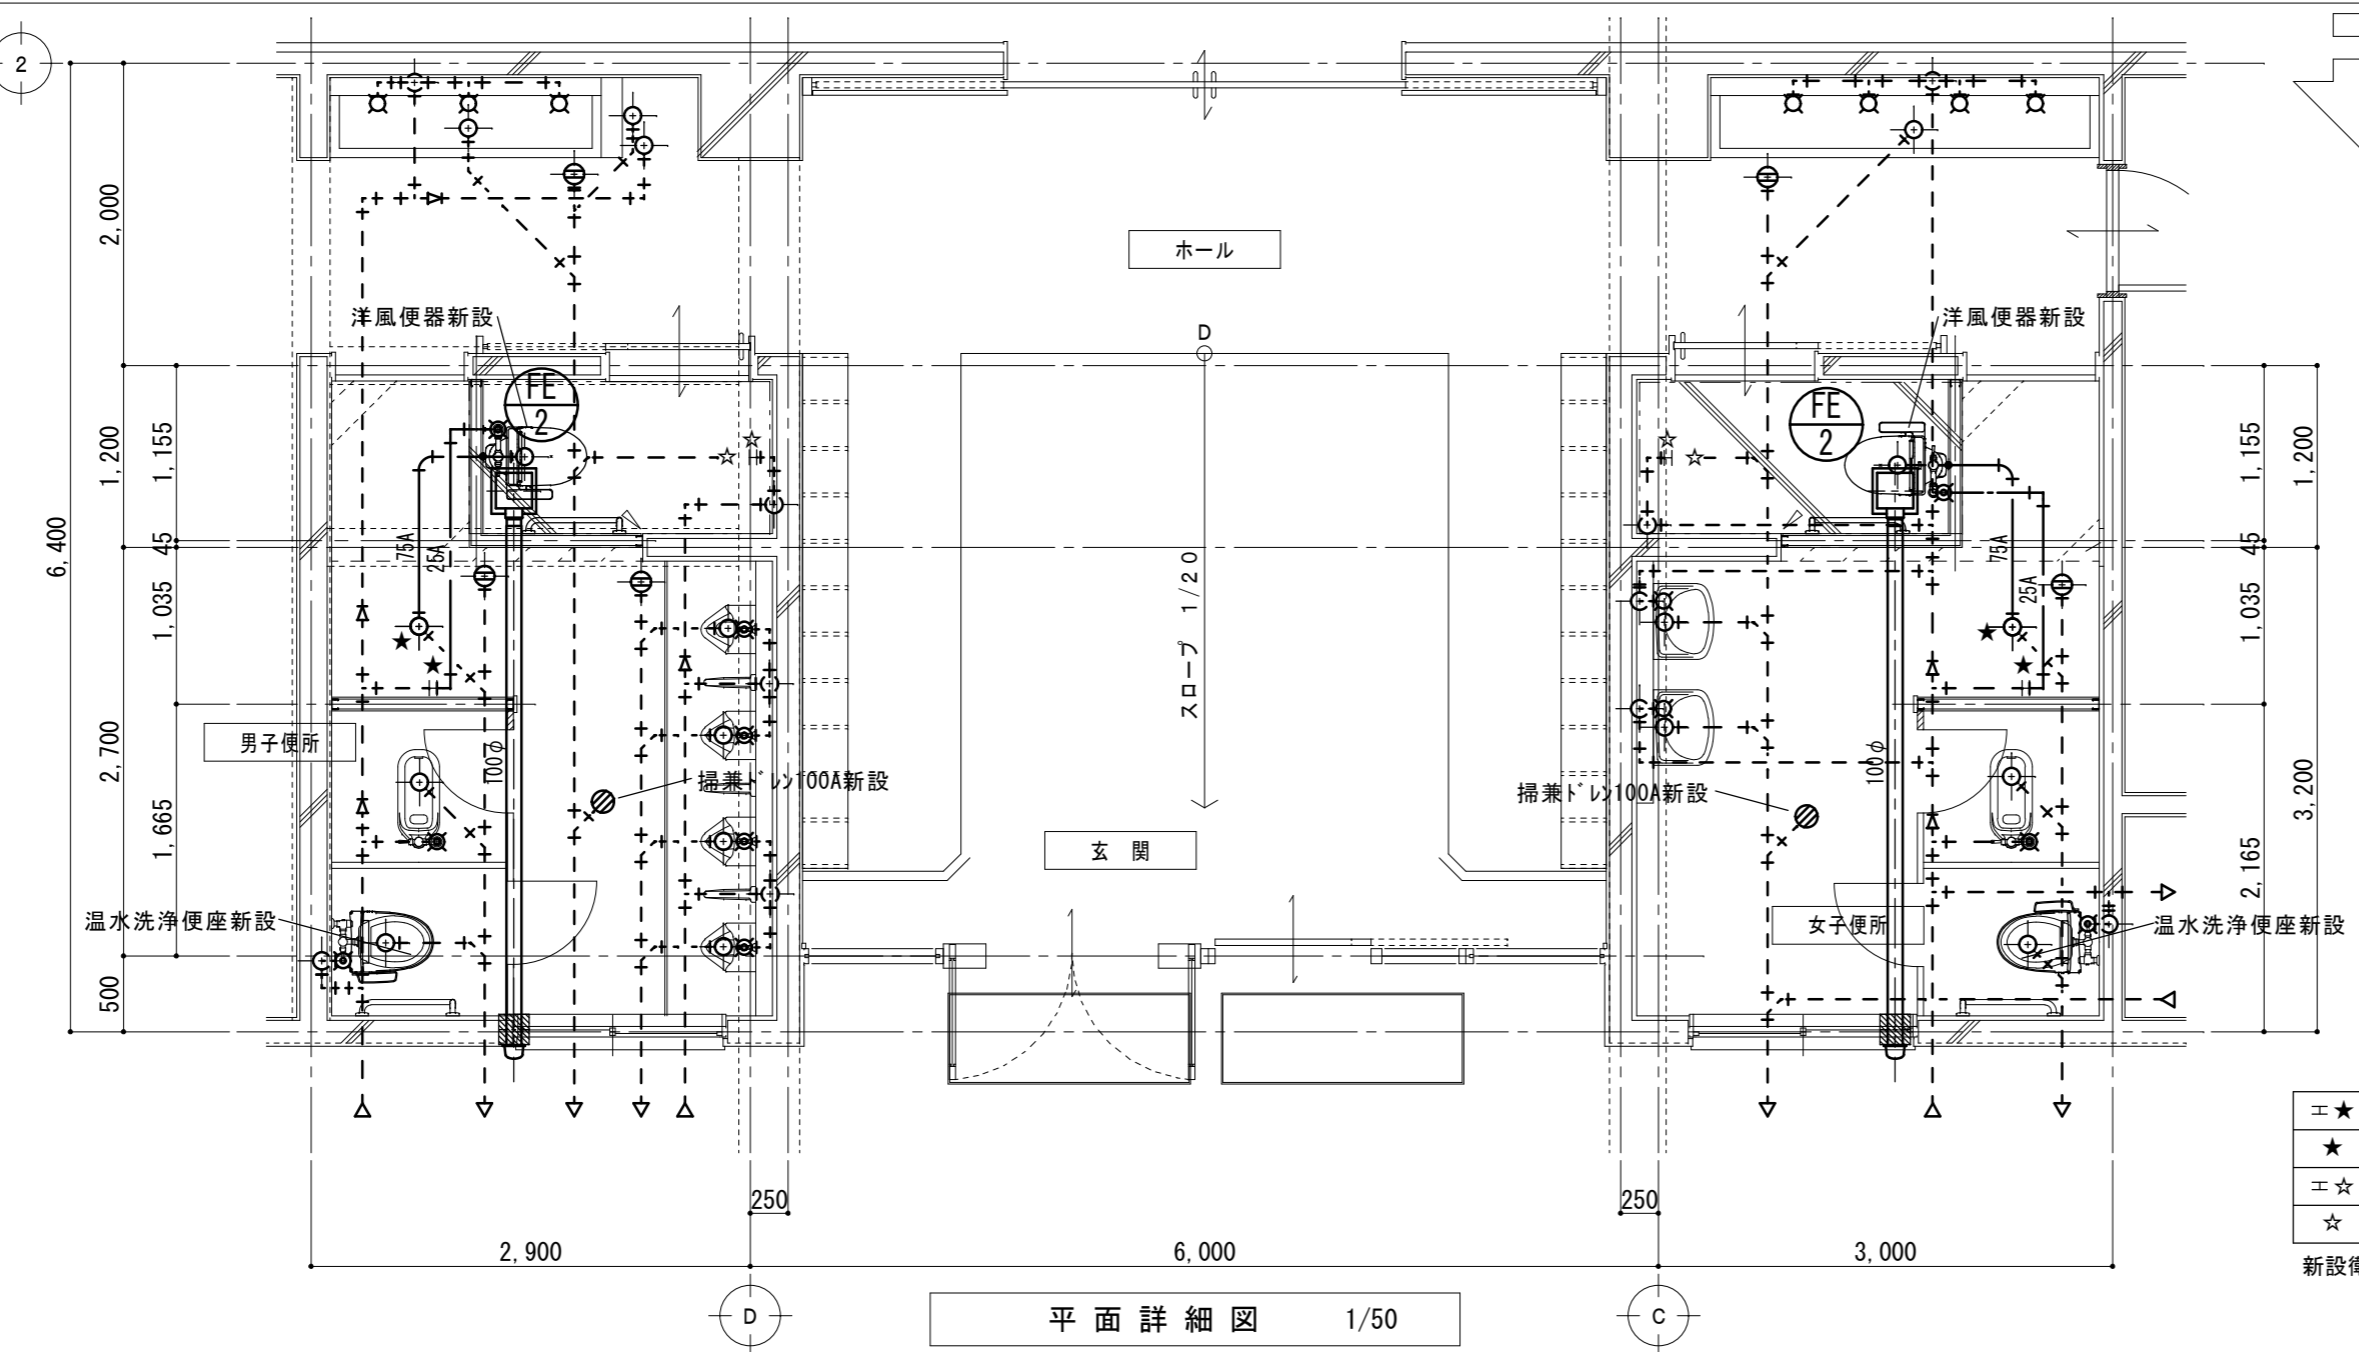 2
2,000
ホール
洋風便器新設
D
洋風便器新設
FE
2
FE
2
1,200
1,155
1,155
1,200
6,400
45
75A
25A
スロープ 1/20
75A
25A
45
1,035
1,035
2,700
男子便所
100φ
掃兼ドレン100A新設
掃兼ドレン100A新設
100φ
3,200
1,665
玄 関
2,165
温水洗浄便座新設
女子便所
温水洗浄便座新設
500
★
★
☆
☆
新設
250
250
2,900
6,000
3,000
D
平 面 詳 細 図 1/50
C